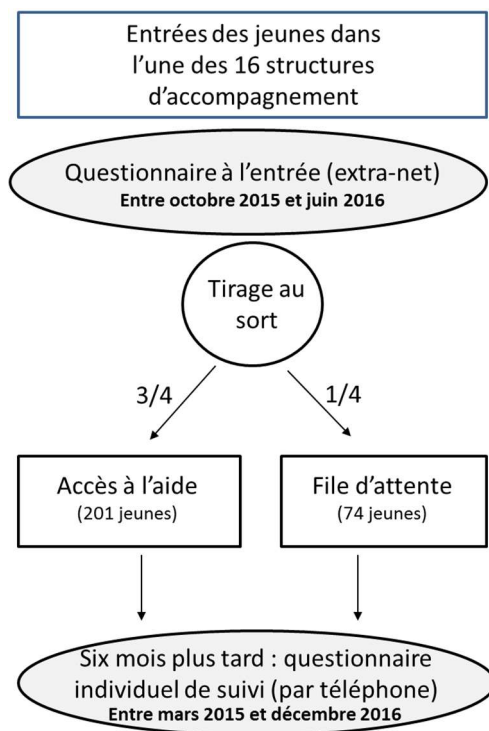 Entrées des jeunes dans
l'une des 16 structures
d'accompagnement
Questionnaire à l'entrée (extra-net)
Entre octobre 2015 et juin 2016
Tirage au
sort
3/4
1/4
Accès à l'aide
(201 jeunes)
File d'attente
(74 jeunes)
Six mois plus tard : questionnaire
individuel de suivi (par téléphone)
Entre mars 2015 et décembre 2016